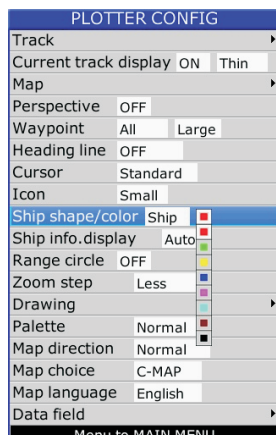 PLOTTER CONFIG
Track
Current track display ON Thin
Map
Perspective OFF
Waypoint All Large
Heading line OFF
Cursor Standard
Icon Small
Ship shape/color Ship
Ship info.display Auto
Range circle OFF
Zoom step Less
Drawing
Palette Normal
Map direction Normal
Map choice C-MAP
Map language English
Data field
Menu to MAIN MENU